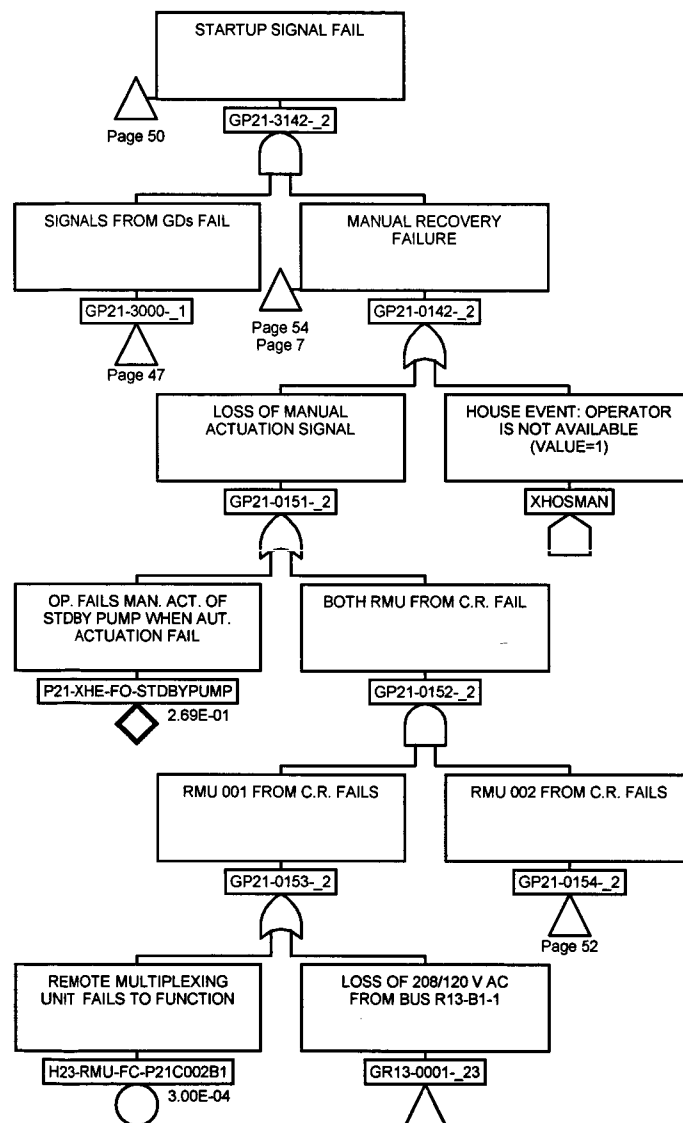 STARTUP SIGNAL FAIL
Page 50
GP21-3142-_2
SIGNALS FROM GDs FAIL
GP21-3000-_1
Page 47
MANUAL RECOVERY
FAILURE
Page 54
Page 7
GP21-0142-_2
LOSS OF MANUAL
ACTUATION SIGNAL
GP21-0151-_2
HOUSE EVENT: OPERATOR
IS NOT AVAILABLE
(VALUE=1)
XHOSMAN
OP. FAILS MAN. ACT. OF
STDBY PUMP WHEN AUT.
ACTUATION FAIL
P21-XHE-FO-STDBYPUMP
2.69E-01
BOTH RMU FROM C.R. FAIL
GP21-0152-_2
RMU 001 FROM C.R. FAILS
GP21-0153-_2
RMU 002 FROM C.R. FAILS
GP21-0154-_2
Page 52
REMOTE MULTIPLEXING
UNIT FAILS TO FUNCTION
H23-RMU-FC-P21C002B1
3.00E-04
LOSS OF 208/120 V AC
FROM BUS R13-B1-1
GR13-0001-_23